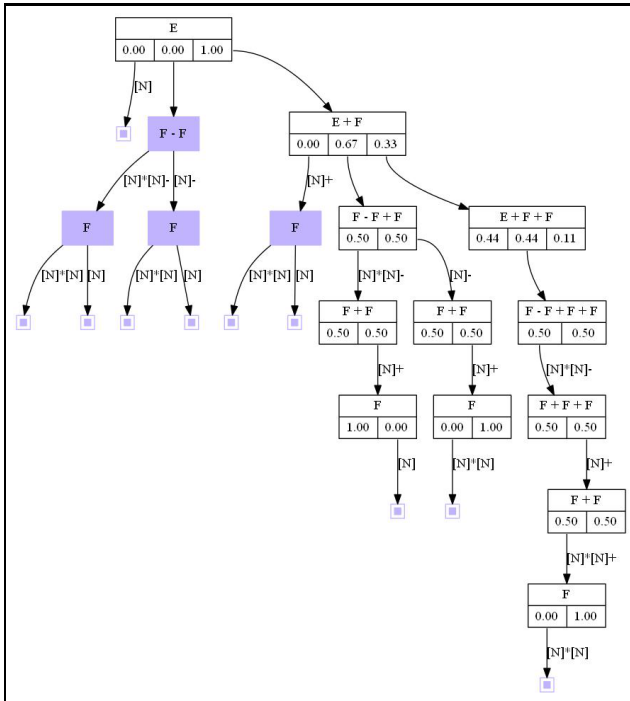 E
0.00 0.00 1.00
[N]
F - F
E + F
0.00 0.67 0.33
[N]*[N]- [N]- [N]+
F F F F - F + F E + F + F
0.50 0.50 0.44 0.44 0.11
[N]*[N] [N] [N]*[N] [N] [N]*[N] [N] [N]*[N]- [N]-
F + F F + F F - F + F + F
0.50 0.50 0.50 0.50 0.50 0.50
[N]+ [N]+ [N]*[N]-
F F F + F + F
1.00 0.00 0.00 1.00 0.50 0.50
[N] [N]*[N] [N]+
F + F
0.50 0.50
[N]*[N]+
F
0.00 1.00
[N]*[N]